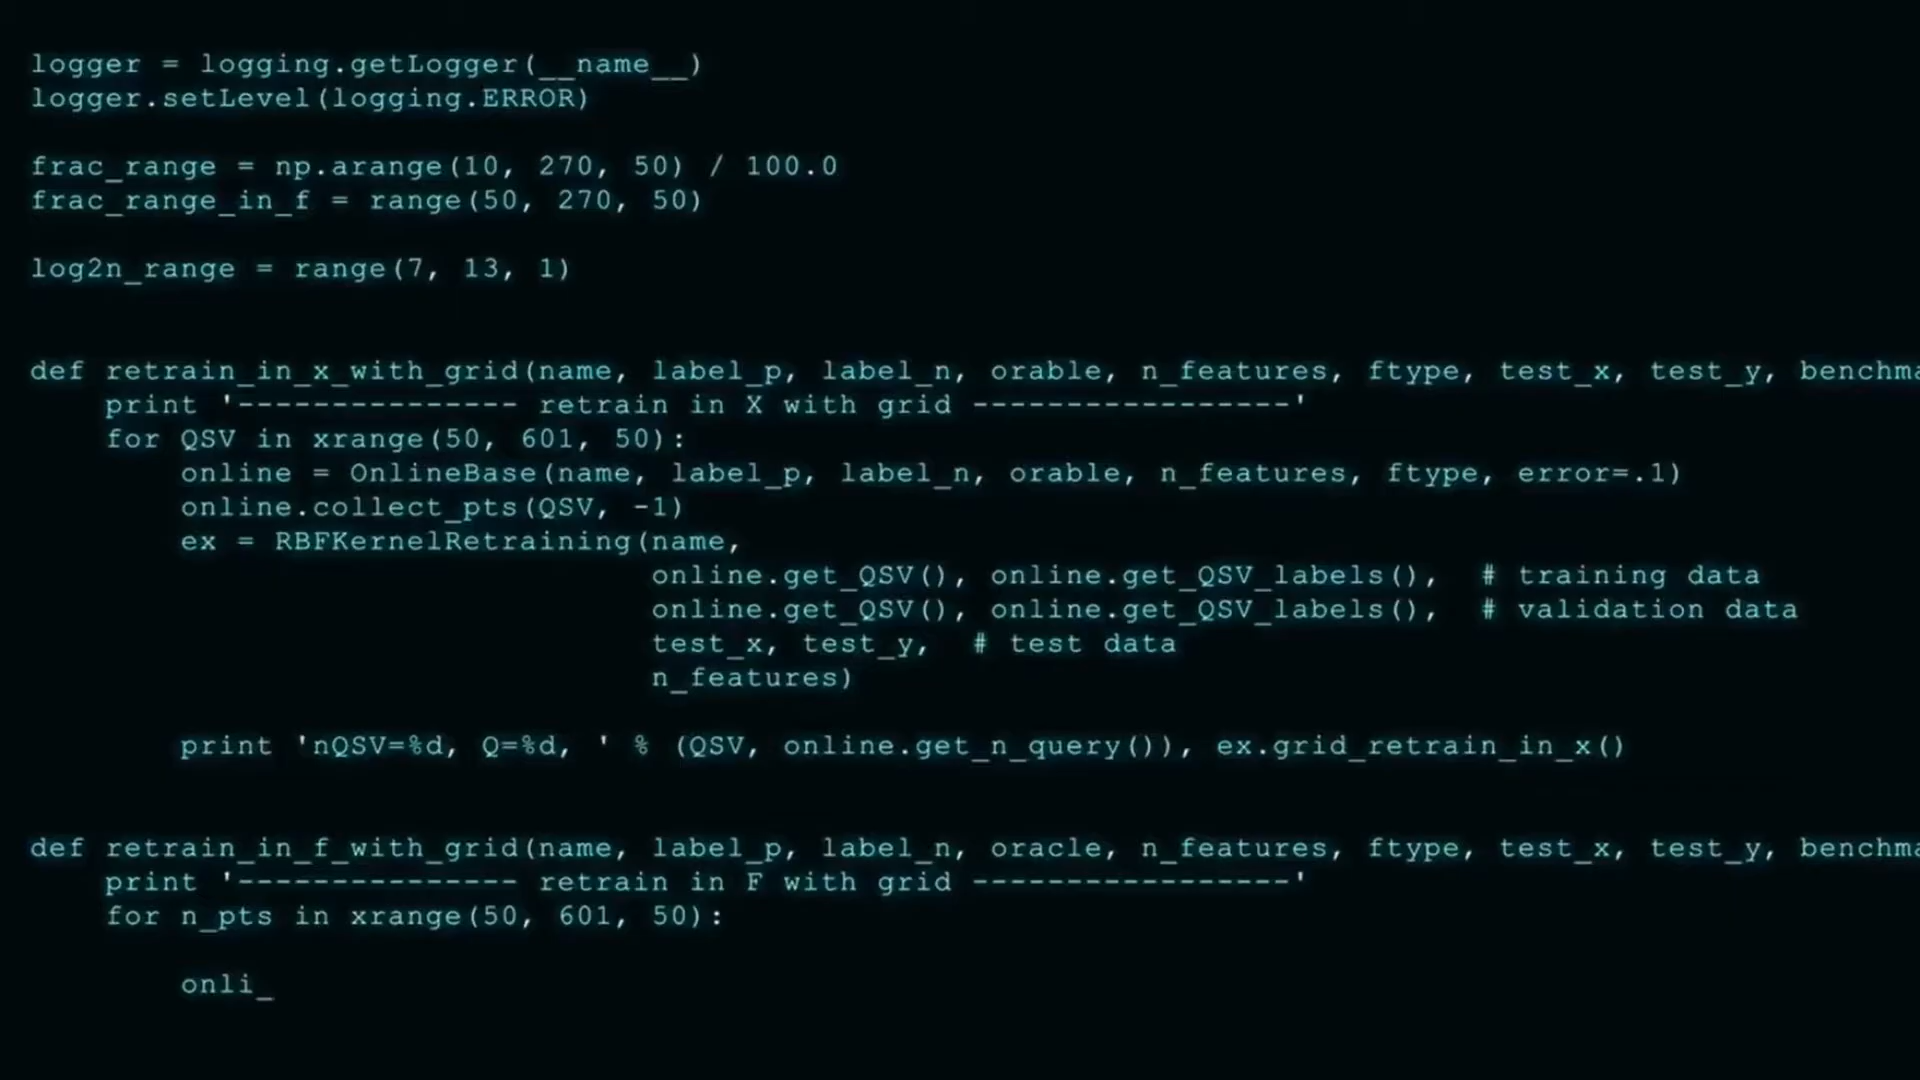 logger = logging.getLogger(__name__)
logger.setLevel(logging.ERROR)
frac_range = np.arange(10, 270, 50) / 100.0
frac_range_in_f = range(50, 270, 50)
log2n_range = range(7, 13, 1)
def retrain_in_x_with_grid(name, label_p, label_n, orable, n_features, ftype, test_x, test_y, benchma
print '--------------- retrain in X with grid -----------------'
for QSV in xrange(50, 601, 50):
online = OnlineBase(name, label_p, label_n, orable, n_features, ftype, error=.1)
online.collect_pts(QSV, -1)
ex = RBFKernelRetraining(name,
online.get_QSV(), online.get_QSV_labels(),  # training data
online.get_QSV(), online.get_QSV_labels(),  # validation data
test_x, test_y,  # test data
n_features)
print 'nQSV=%d, Q=%d, ' % (QSV, online.get_n_query()), ex.grid_retrain_in_x()
def retrain_in_f_with_grid(name, label_p, label_n, oracle, n_features, ftype, test_x, test_y, benchma
print '--------------- retrain in F with grid -----------------'
for n_pts in xrange(50, 601, 50):
onli_